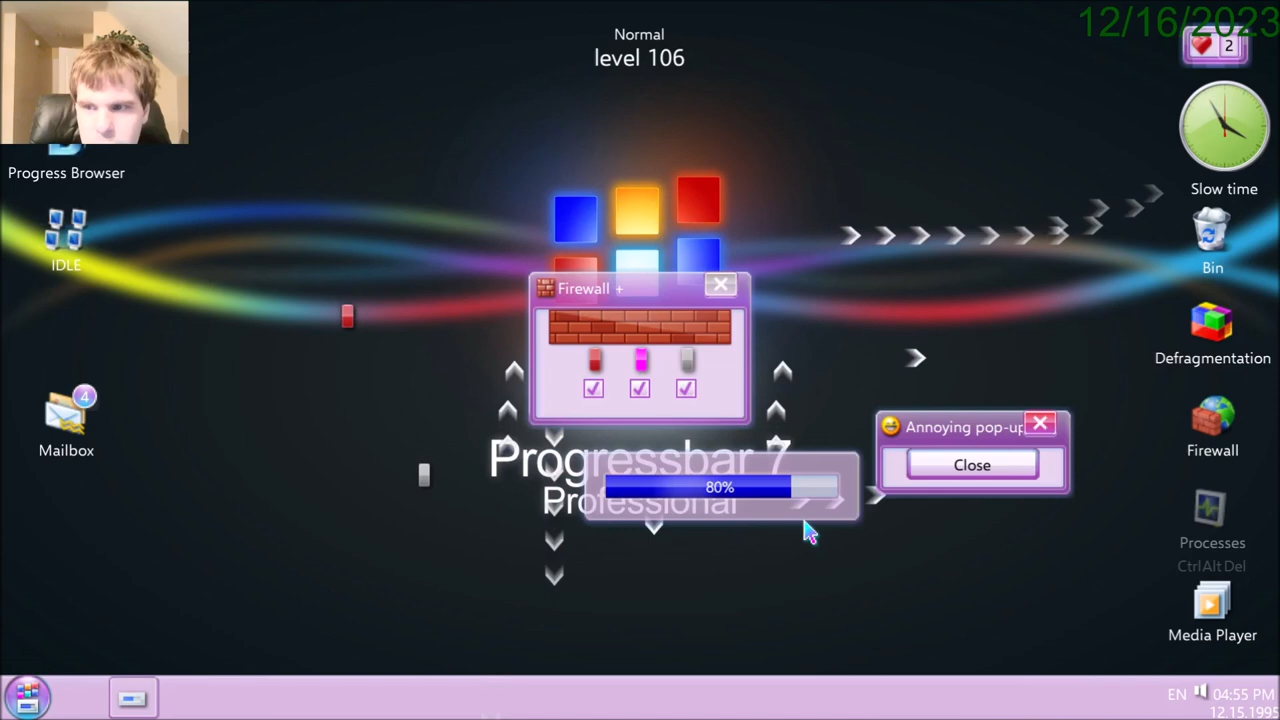 12/16/2023
Normal
level 106
2
Progress Browser
Slow time
IDLE
Bin
Firewall +
Defragmentation
4
Mailbox
Annoying pop-up
Close
Firewall
Progressbar 7
80%
Professional
Processes
CtrlAltDel
Media Player
EN
04:55 PM
12.15.1995